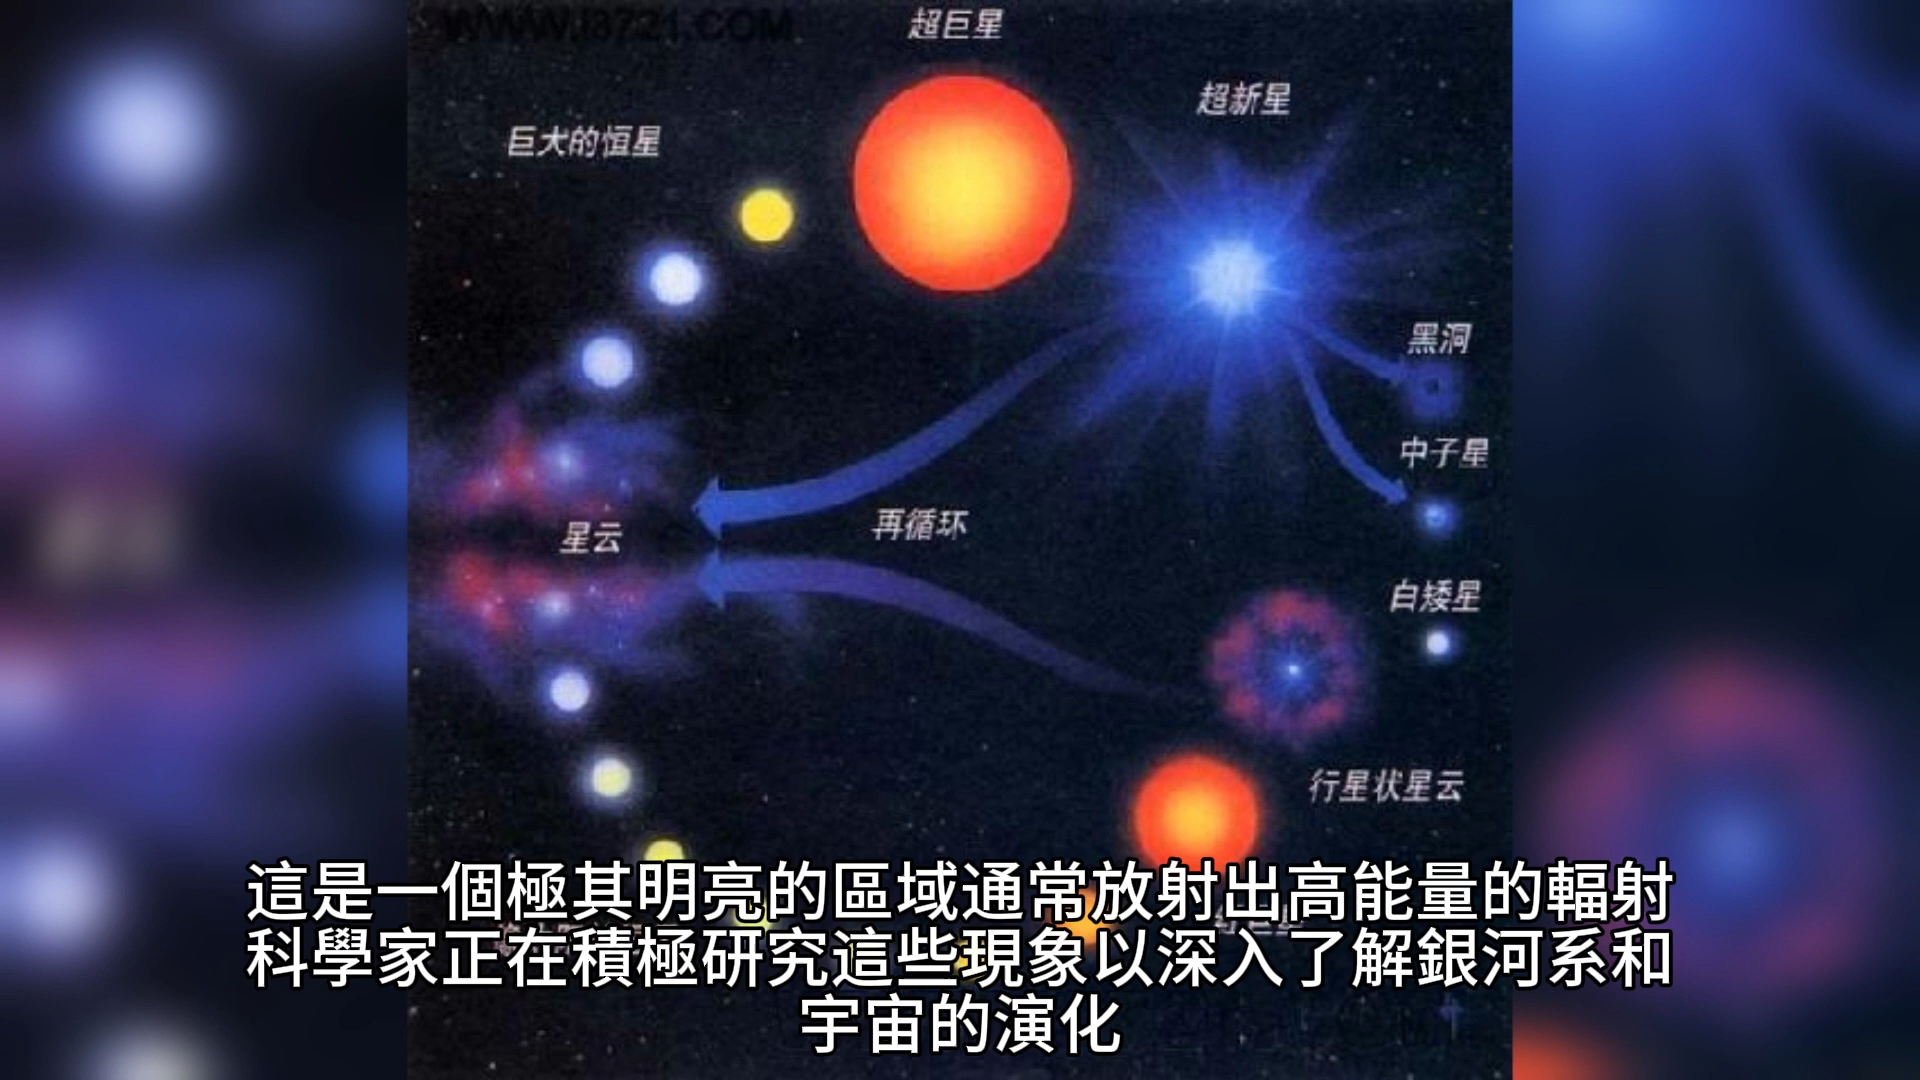 WWW.I8721.COM
超巨星
超新星
巨大的恒星
黑洞
中子星
再循环
星云
白矮星
行星状星云
這是一個極其明亮的區域通常放射出高能量的輻射
科學家正在積極研究這些現象以深入了解銀河系和
宇宙的演化